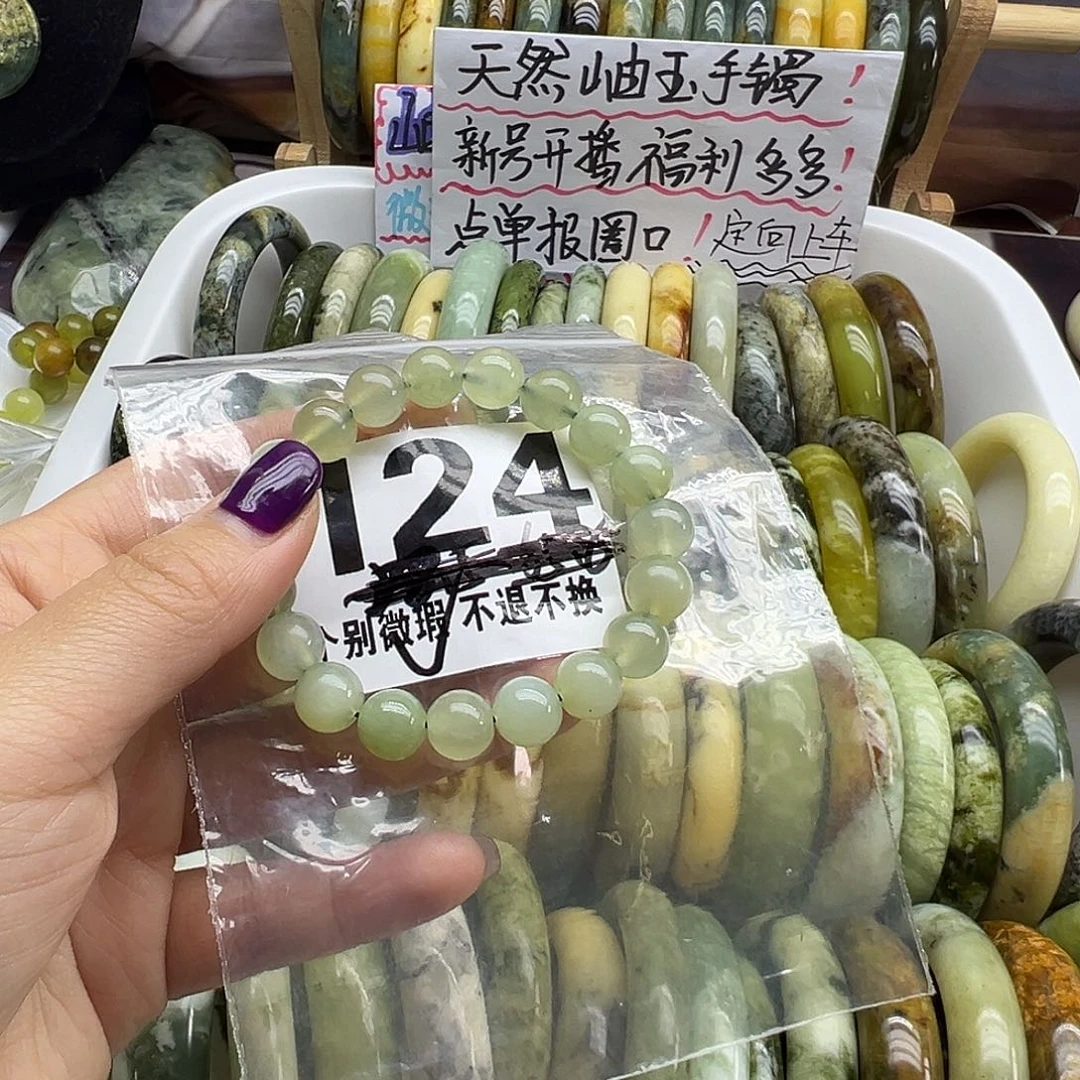 天然岫玉手镯！
新号开播福利多多！
点单报圈口！定向上车
微
124
个别微瑕 不退不换